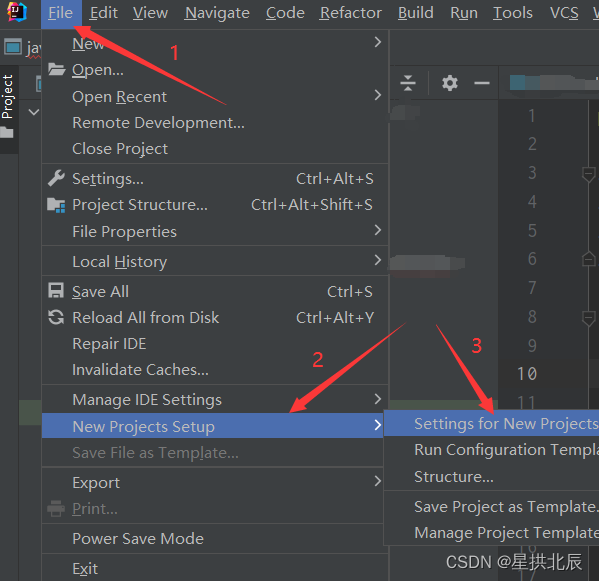 File Edit View Navigate Code Refactor Build Run Tools VCS
1
New
Open...
Open Recent
Remote Development...
Close Project
Settings... Ctrl+Alt+S
Project Structure... Ctrl+Alt+Shift+S
File Properties
Local History
Save All Ctrl+S
Reload All from Disk Ctrl+Alt+Y
Repair IDE
Invalidate Caches...
Manage IDE Settings
New Projects Setup
Save File as Template...
Export
Print...
Power Save Mode
Exit
2
3
Settings for New Projects
Run Configuration Templa
Structure...
Save Project as Template.
Manage Project Template
Project
jav
1
2
3
4
5
6
7
8
9
10
11
CSDN @星拱北辰